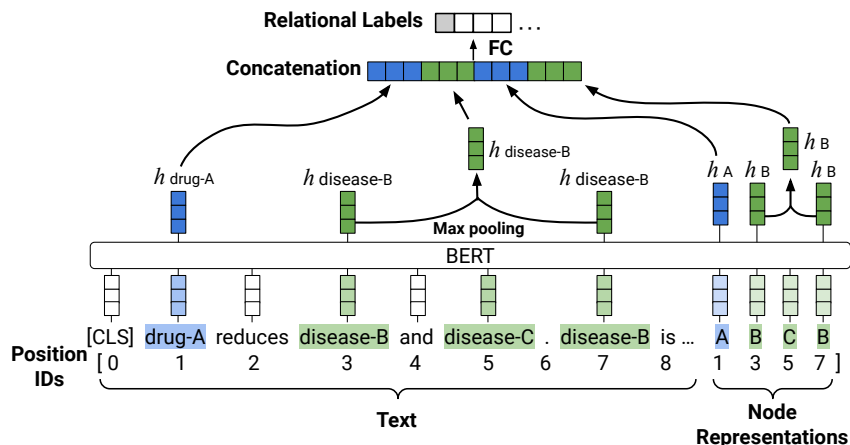 Relational Labels ...
FC
Concatenation
h B
h disease-B
h drug-A
h disease-B
h disease-B
h A
h B
h B
Max pooling
BERT
[CLS] drug-A reduces disease-B and disease-C . disease-B is ... A B C B
Position IDs [ 0 1 2 3 4 5 6 7 8 1 3 5 7 ]
Text
Node
Representations